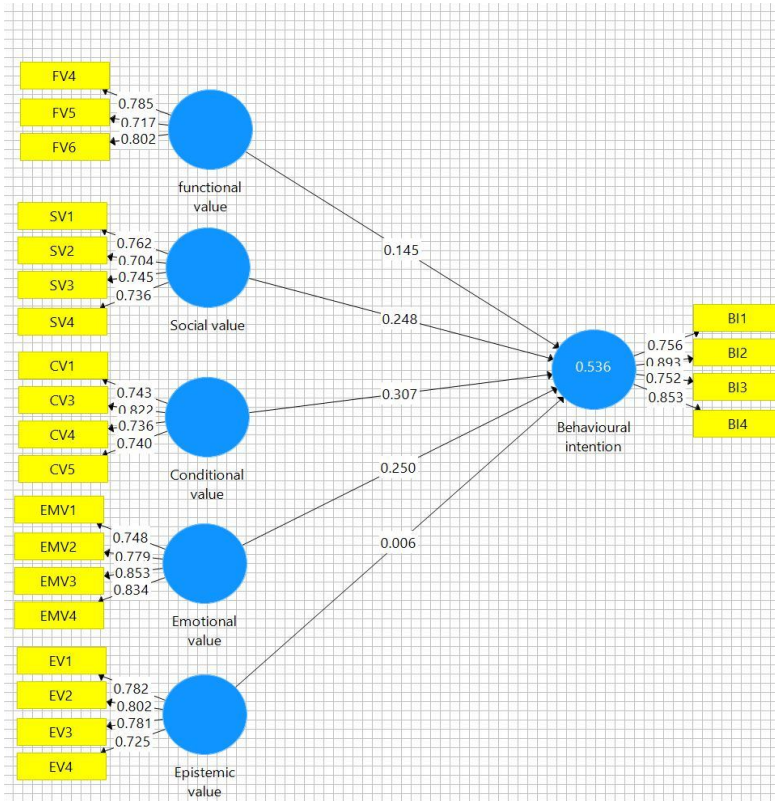 FV4
0.785
FV5
0.717
FV6
0.802
functional
value
SV1
0.762
SV2
0.704
SV3
0.745
SV4
0.736
Social value
CV1
0.743
CV3
0.822
CV4
0.736
CV5
0.740
Conditional
value
EMV1
0.748
EMV2
0.779
EMV3
0.853
EMV4
0.834
Emotional
value
EV1
0.782
EV2
0.802
EV3
0.781
EV4
0.725
Epistemic
value
0.145
0.248
0.307
0.250
0.006
0.536
Behavioural
intention
0.756
BI1
0.893
BI2
0.752
BI3
0.853
BI4